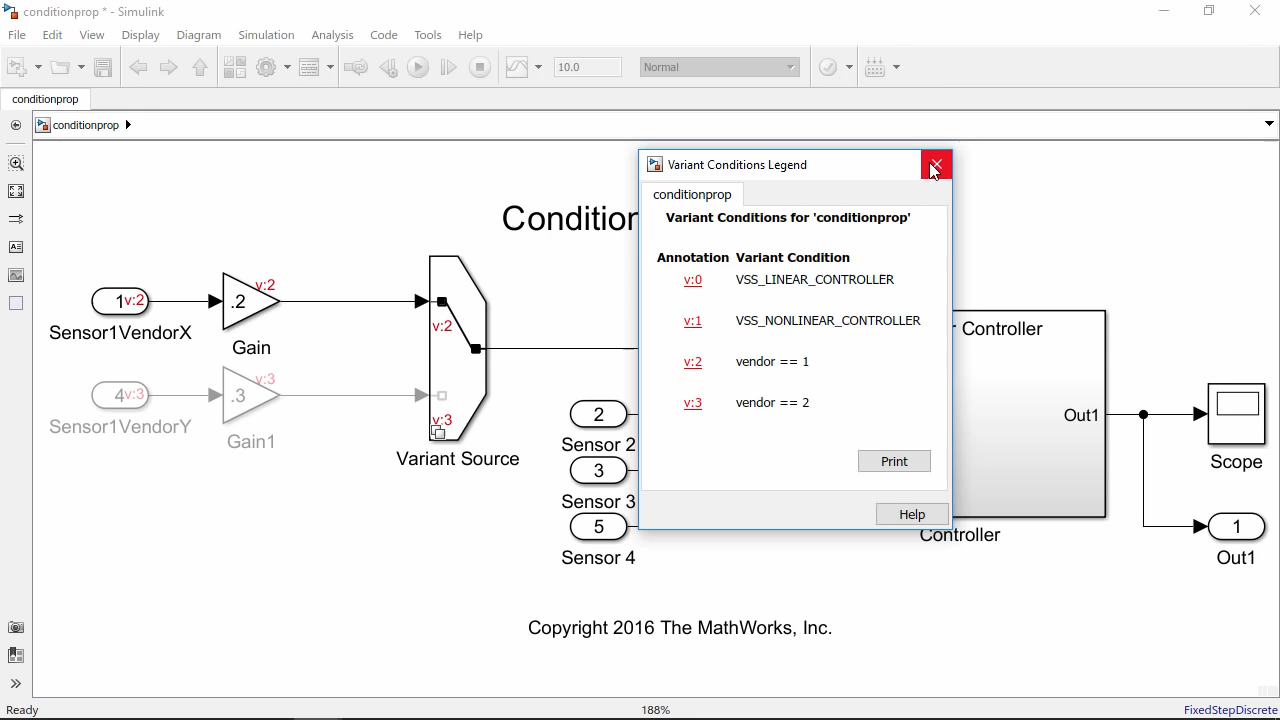 conditionprop * - Simulink
File Edit View Display Diagram Simulation Analysis Code Tools Help
10.0 Normal
conditionprop
conditionprop
Variant Conditions Legend
conditionprop
Variant Conditions for 'conditionprop'
Annotation Variant Condition
v:0 VSS_LINEAR_CONTROLLER
v:1 VSS_NONLINEAR_CONTROLLER
v:2 vendor == 1
v:3 vendor == 2
Print
Help
Condition
1 v:2
Sensor1VendorX
.2 v:2
Gain
4 v:3
Sensor1VendorY
.3 v:3
Gain1
v:2
v:3
Variant Source
2
Sensor 2
3
Sensor 3
5
Sensor 4
Controller
Out1
Controller
Scope
1
Out1
Copyright 2016 The MathWorks, Inc.
Ready 188% FixedStepDiscrete